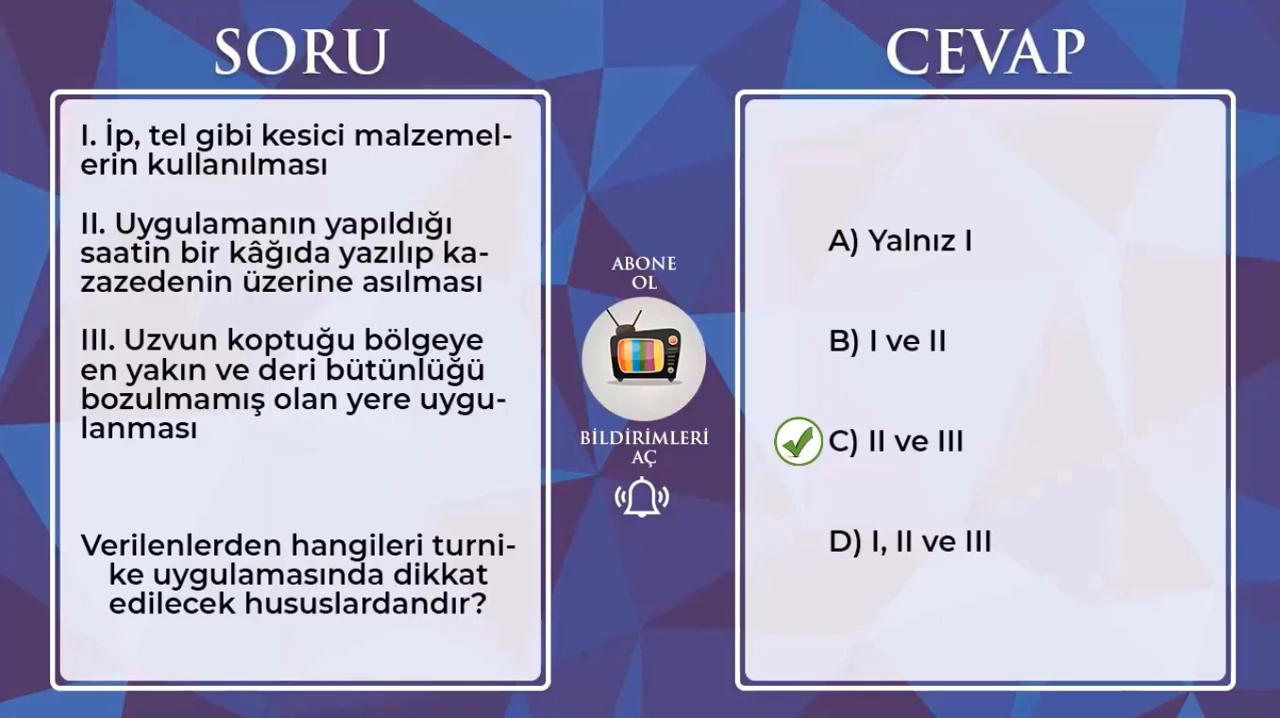 SORU
I. İp, tel gibi kesici malzemel-
erin kullanılması
II. Uygulamanın yapıldığı
saatin bir kâğıda yazılıp ka-
zazedenin üzerine asılması
III. Uzvun koptuğu bölgeye
en yakın ve deri bütünlüğü
bozulmamış olan yere uygu-
lanması
Verilenlerden hangileri turni-
ke uygulamasında dikkat
edilecek hususlardandır?
ABONE
OL
BİLDİRİMLERİ
AÇ
CEVAP
A) Yalnız I
B) I ve II
C) II ve III
D) I, II ve III